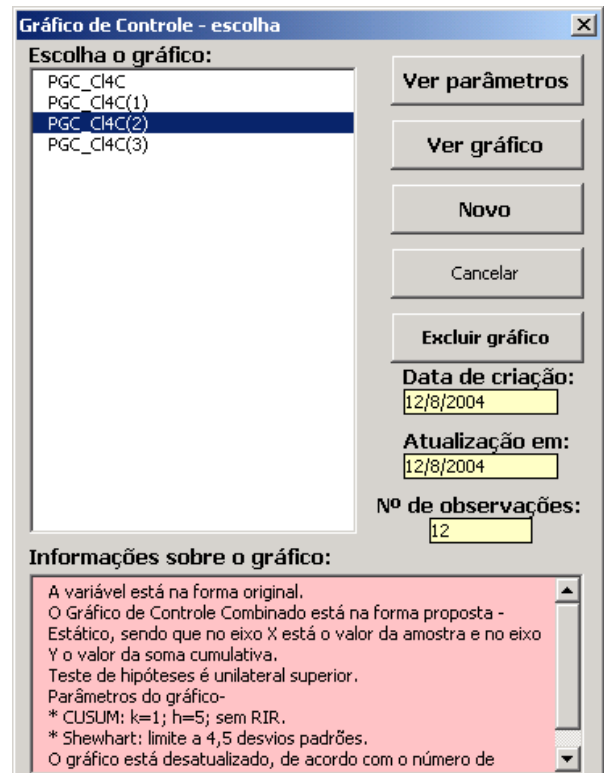 Gráfico de Controle - escolha
Escolha o gráfico:
PGC_Cl4C
PGC_Cl4C(1)
PGC_Cl4C(2)
PGC_Cl4C(3)
Ver parâmetros
Ver gráfico
Novo
Cancelar
Excluir gráfico
Data de criação:
12/8/2004
Atualização em:
12/8/2004
Nº de observações:
12
Informações sobre o gráfico:
A variável está na forma original.
O Gráfico de Controle Combinado está na forma proposta -
Estático, sendo que no eixo X está o valor da amostra e no eixo
Y o valor da soma cumulativa.
Teste de hipóteses é unilateral superior.
Parâmetros do gráfico-
* CUSUM: k=1; h=5; sem RIR.
* Shewhart: limite a 4,5 desvios padrões.
O gráfico está desatualizado, de acordo com o número de